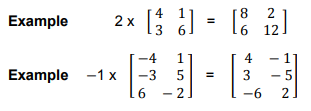 Example 2 x [4 1 3 6] = [8 2 6 12]
Example −1 x [−4 1 −3 5 6 −2] = [4 −1 3 −5 −6 2]